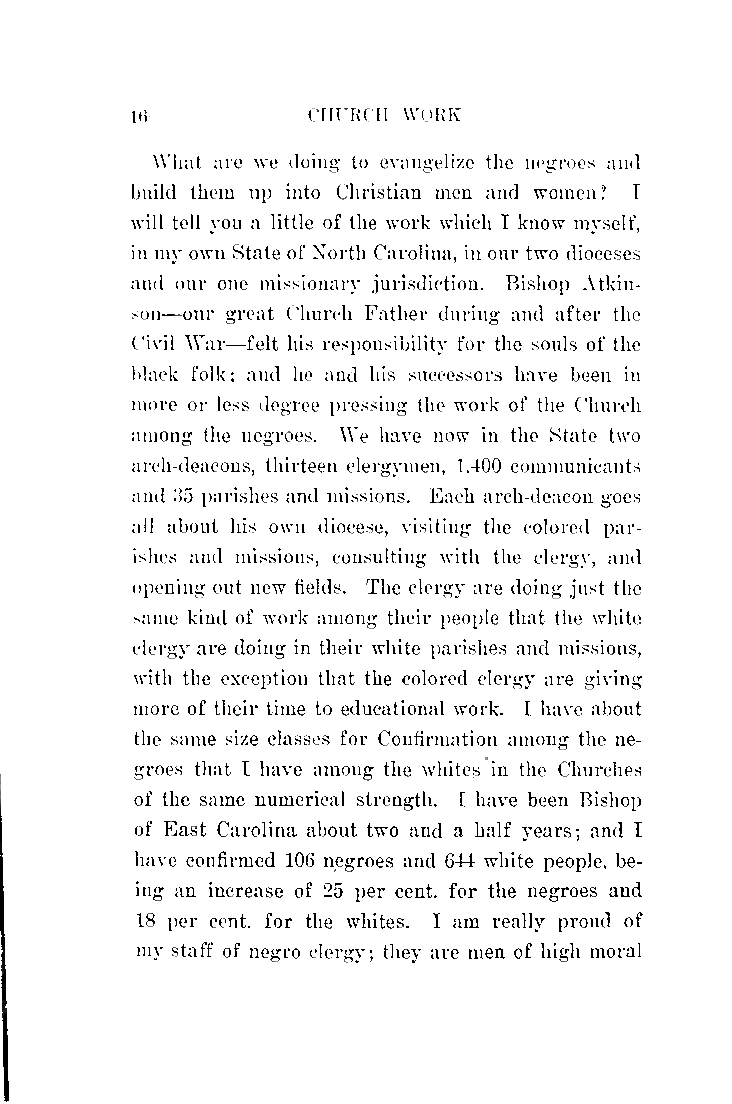 16 CHURCH WORK
What are we doing to evangelize the negroes and
build them up into Christian men and women? I
will tell you a little of the work which I know myself,
in my own State of North Carolina, in our two dioceses
and our one missionary jurisdiction. Bishop Atkin-
son—our great Church Father during and after the
Civil War—felt his responsibility for the souls of the
black folk; and he and his successors have been in
more or less degree pressing the work of the Church
among the negroes. We have now in the State two
arch-deacons, thirteen clergymen, 1,400 communicants
and 35 parishes and missions. Each arch-deacon goes
all about his own diocese, visiting the colored par-
ishes and missions, consulting with the clergy, and
opening out new fields. The clergy are doing just the
same kind of work among their people that the white
clergy are doing in their white parishes and missions,
with the exception that the colored clergy are giving
more of their time to educational work. I have about
the same size classes for Confirmation among the ne-
groes that I have among the whites in the Churches
of the same numerical strength. I have been Bishop
of East Carolina about two and a half years; and I
have confirmed 106 negroes and 644 white people, be-
ing an increase of 25 per cent. for the negroes and
18 per cent. for the whites. I am really proud of
my staff of negro clergy; they are men of high moral